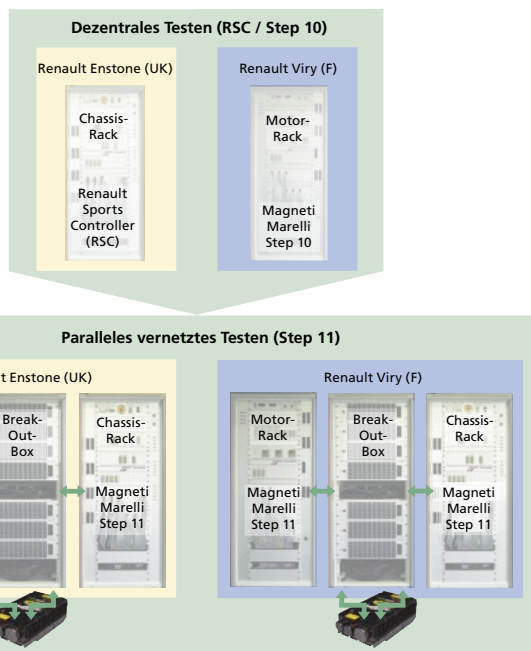 Dezentrales Testen (RSC / Step 10)
Renault Enstone (UK)
Chassis-
Rack
Renault
Sports
Controller
(RSC)
Renault Viry (F)
Motor-
Rack
Magneti
Marelli
Step 10
Paralleles vernetztes Testen (Step 11)
t Enstone (UK)
Break-
Out-
Box
Chassis-
Rack
Magneti
Marelli
Step 11
Renault Viry (F)
Motor-
Rack
Magneti
Marelli
Step 11
Break-
Out-
Box
Chassis-
Rack
Magneti
Marelli
Step 11